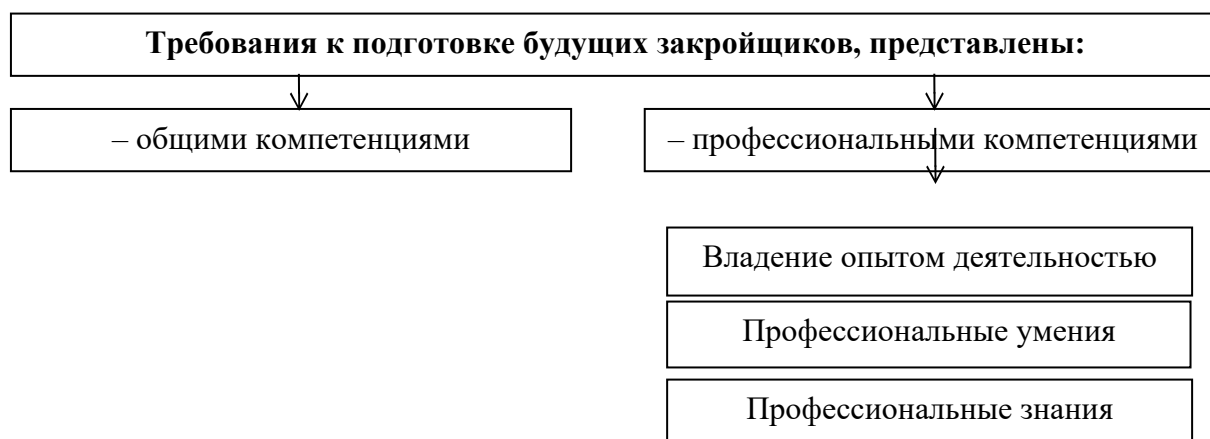 Требования к подготовке будущих закройщиков, представлены:
– общими компетенциями
– профессиональными компетенциями
Владение опытом деятельностью
Профессиональные умения
Профессиональные знания